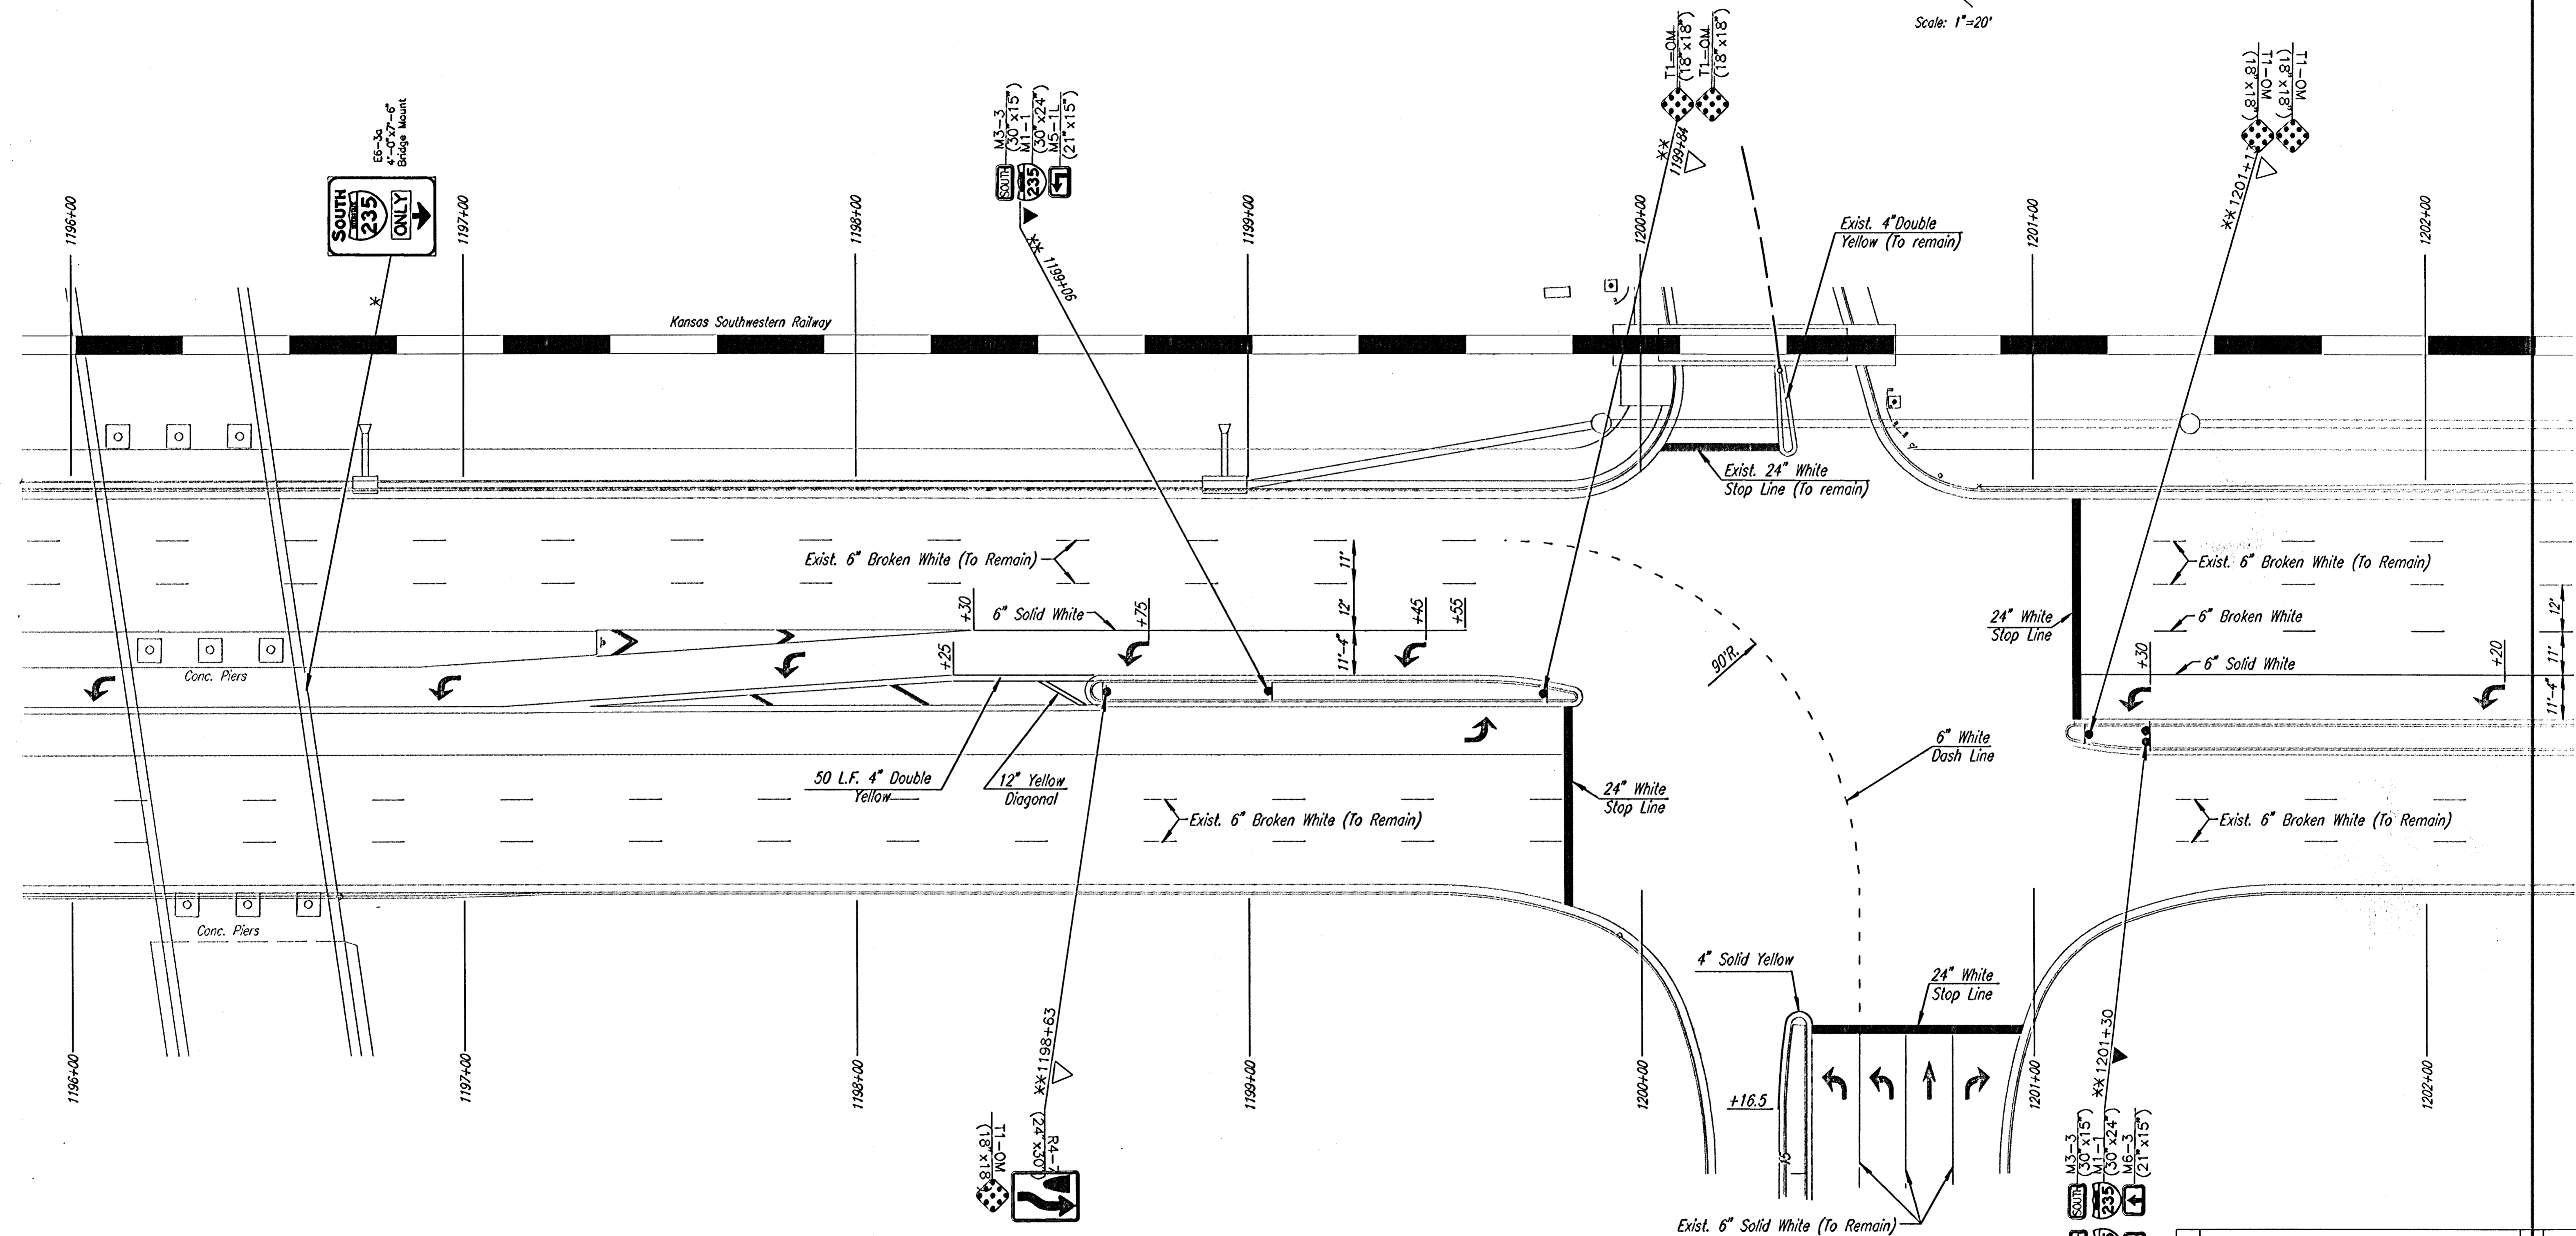 Scale: 1"=20'
E6-3a
4'-0"x7'-6"
Bridge Mount
SOUTH
235
ONLY
M3-3
(30"x15")
M1-1
(30"x24")
M5-1L
(21"x15")
SOUTH
235
** 1199+06
T1-OM
(18"x18")
T1-OM
(18"x18")
**
1199+84
T1-OM
(18"x18")
T1-OM
(18"x18")
**1201+13
1196+00
1197+00
1198+00
1199+00
1200+00
1201+00
1202+00
*
Exist. 4"Double
Yellow (To remain)
Kansas Southwestern Railway
Exist. 24" White
Stop Line (To remain)
Exist. 6" Broken White (To Remain)
11'
12'
11'-4"
+30
6" Solid White
+75
+45
+55
+25
Conc. Piers
90'R.
24" White
Stop Line
Exist. 6" Broken White (To Remain)
6" Broken White
6" Solid White
+30
+20
12'
11'
11'-4"
50 L.F. 4" Double
Yellow
12" Yellow
Diagonal
Exist. 6" Broken White (To Remain)
24" White
Stop Line
6" White
Dash Line
Exist. 6" Broken White (To Remain)
Conc. Piers
4" Solid Yellow
24" White
Stop Line
+16.5
15'
Exist. 6" Solid White (To Remain)
1196+00
1197+00
1198+00
1199+00
1200+00
1201+00
1202+00
**1198+63
T1-OM
(18"x18")
R4-7
(24"x30")
**1201+30
M3-3
(30"x15")
M1-1
(30"x24")
M6-3
(21"x15")
SOUTH
235